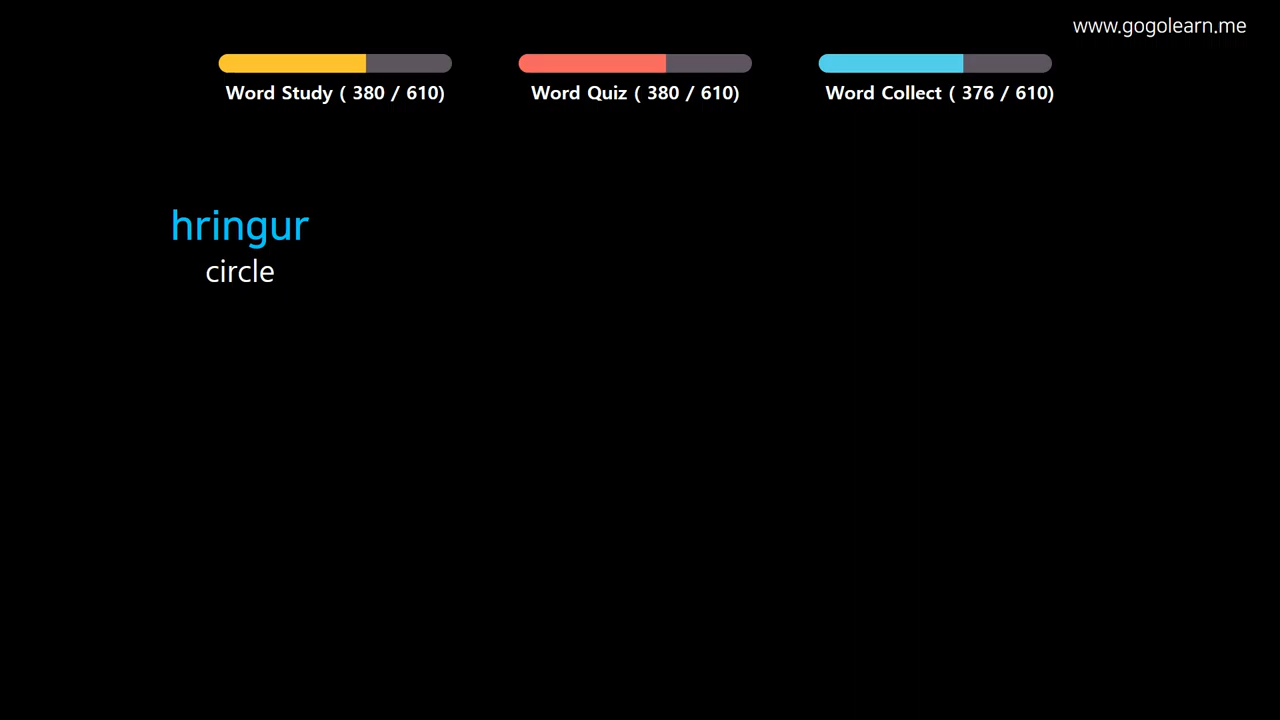 www.gogolearn.me
Word Study ( 380 / 610)
Word Quiz ( 380 / 610)
Word Collect ( 376 / 610)
hringur
circle